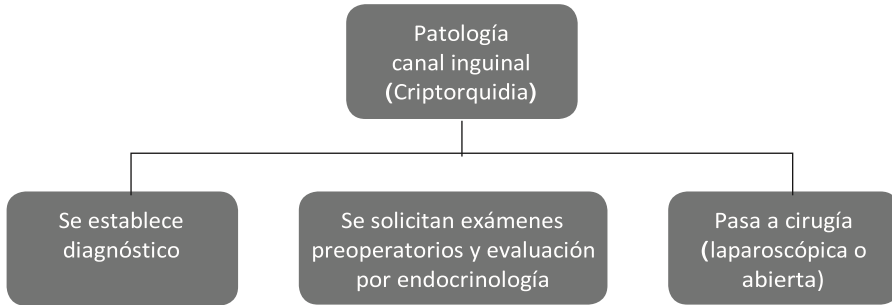 Patología
canal inguinal
(Criptorquidia)
Se establece
diagnóstico
Se solicitan exámenes
preoperatorios y evaluación
por endocrinología
Pasa a cirugía
(laparoscópica o
abierta)